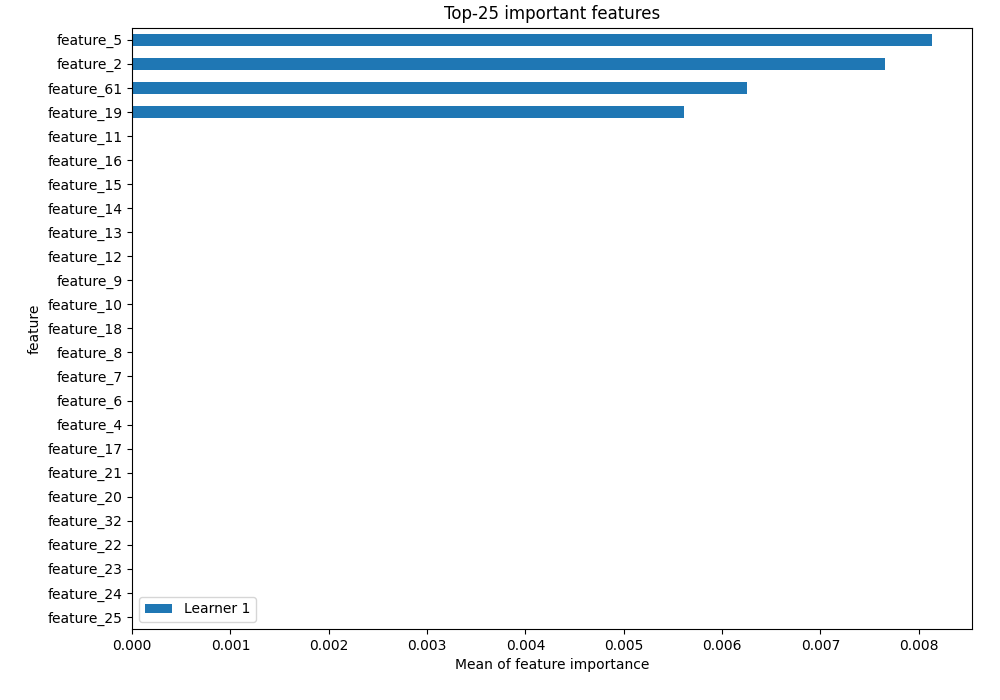 Top-25 important features
feature_5
feature_2
feature_61
feature_19
feature_11
feature_16
feature_15
feature_14
feature_13
feature_12
feature_9
feature_10
feature_18
feature_8
feature_7
feature_6
feature_4
feature_17
feature_21
feature_20
feature_32
feature_22
feature_23
feature_24
feature_25
feature
Learner 1
0.000 0.001 0.002 0.003 0.004 0.005 0.006 0.007 0.008
Mean of feature importance